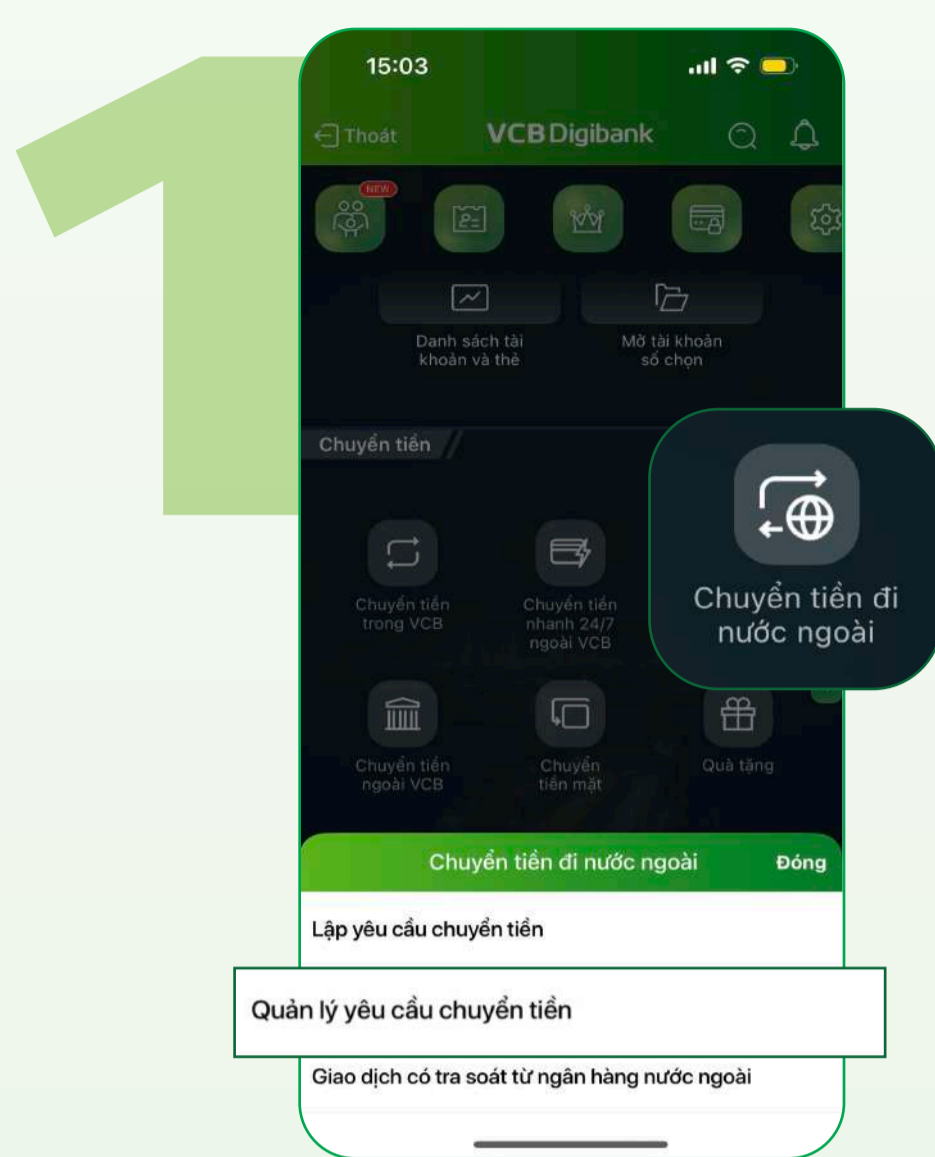 1
15:03
Thoát
VCB Digibank
NEW
Danh sách tài
khoản và thẻ
Mở tài khoản
số chọn
Chuyển tiền
Chuyển tiền
trong VCB
Chuyển tiền
nhanh 24/7
ngoài VCB
Chuyển tiền đi
nước ngoài
Chuyển tiền
ngoài VCB
Chuyển
tiền mặt
Quà tặng
Chuyển tiền đi nước ngoài
Đóng
Lập yêu cầu chuyển tiền
Quản lý yêu cầu chuyển tiền
Giao dịch có tra soát từ ngân hàng nước ngoài